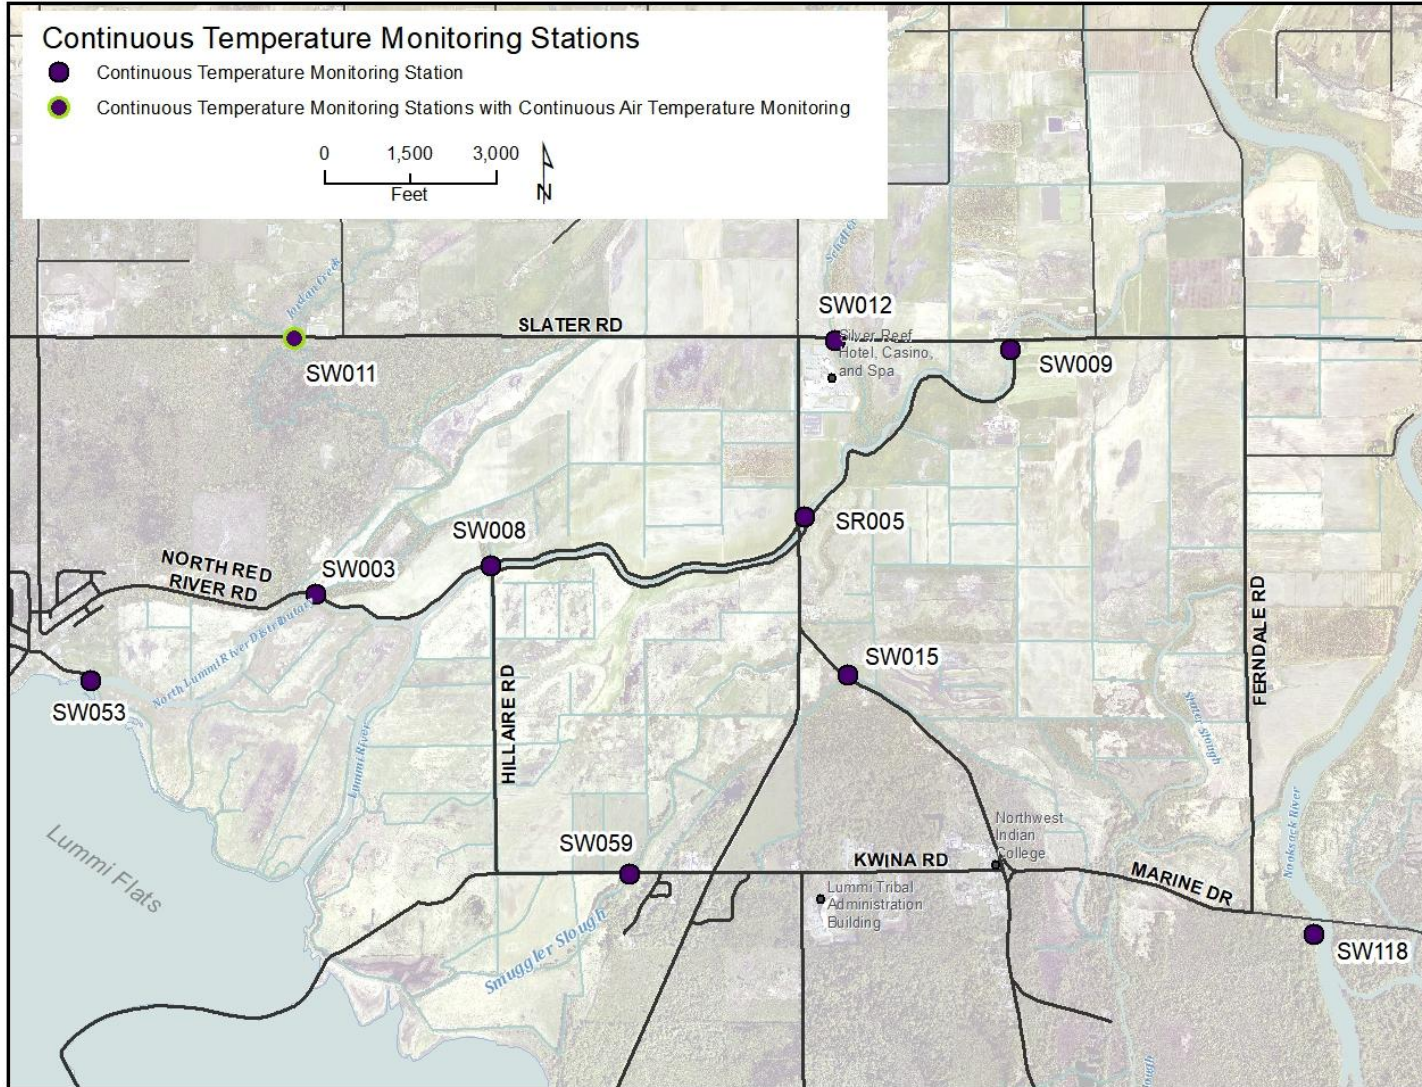 Continuous Temperature Monitoring Stations
Continuous Temperature Monitoring Station
Continuous Temperature Monitoring Stations with Continuous Air Temperature Monitoring
0 1,500 3,000
Feet
N
Jordan Creek
SW012
SLATER RD
Silver Reef
Hotel, Casino,
and Spa
SW011
SW009
SW008
SR005
NORTH RED
RIVER RD
SW003
FERNDALE RD
North Lummi River Distributary
SW015
SW053
HILLAIRE RD
Lummi River
Slater Slough
Lummi Flats
SW059
Northwest
Indian
College
KWINA RD
Nooksack River
MARINE DR
Lummi Tribal
Administration
Building
Smuggler Slough
SW118